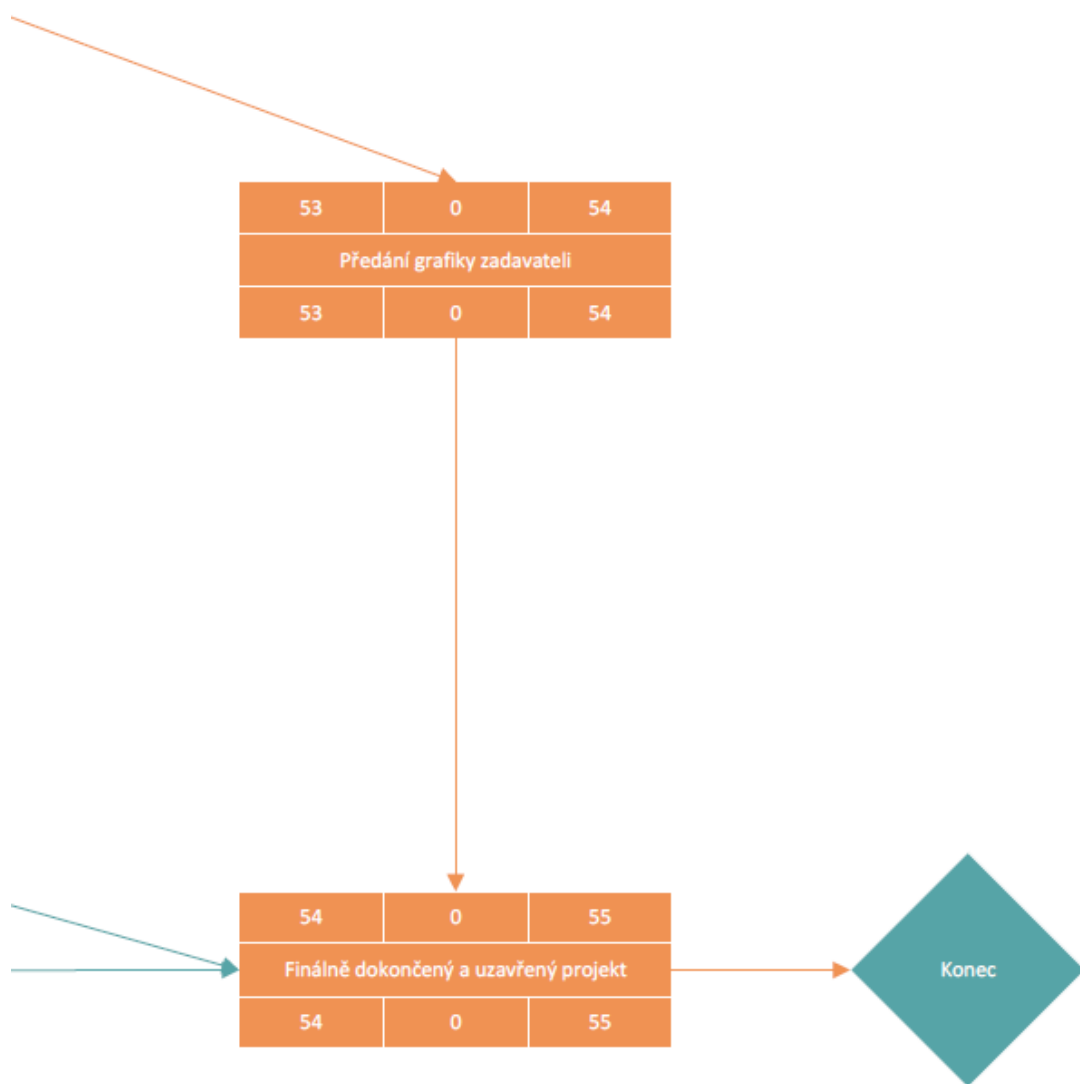 53 0 54
Předání grafiky zadavateli
53 0 54
54 0 55
Finálně dokončený a uzavřený projekt
Konec
54 0 55